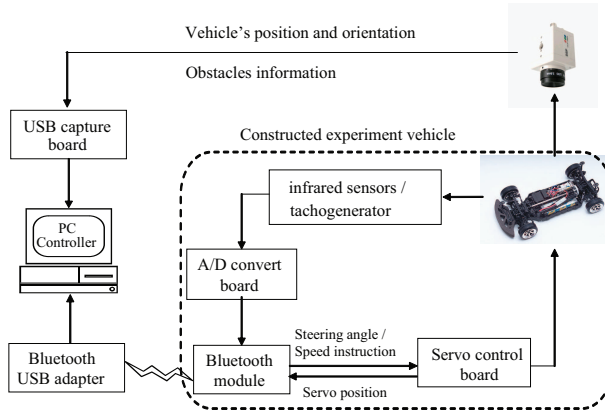 Vehicle's position and orientation
Obstacles information
USB capture
board
Constructed experiment vehicle
infrared sensors /
tachogenerator
PC
Controller
A/D convert
board
Steering angle /
Speed instruction
Bluetooth
USB adapter
Bluetooth
module
Servo control
board
Servo position